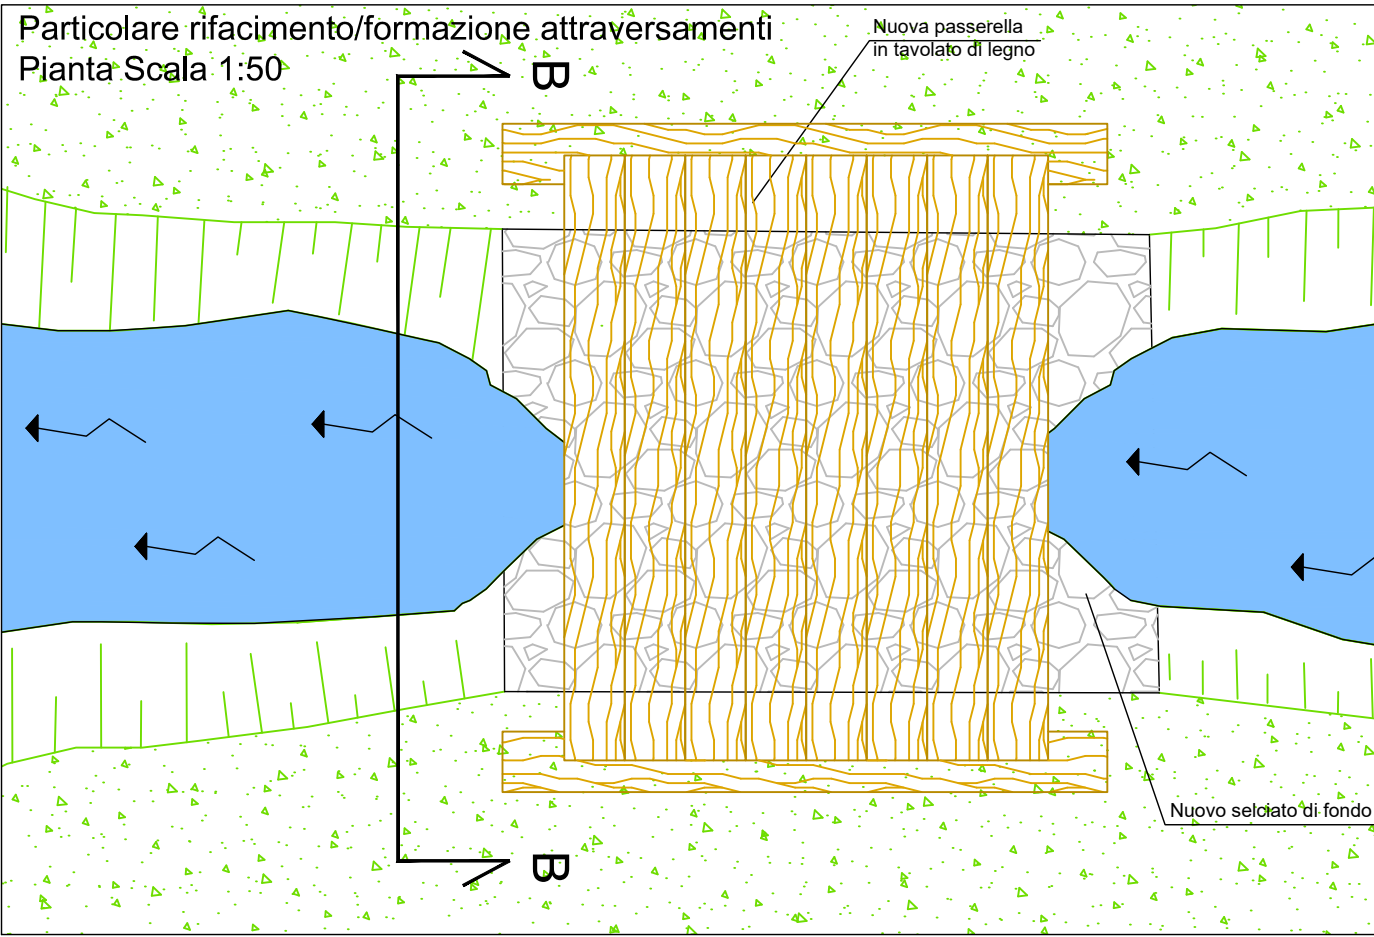 Particolare rifacimento/formazione attraversamenti
Pianta Scala 1:50
Nuova passerella
in tavolato di legno
B
B
Nuovo selciato di fondo